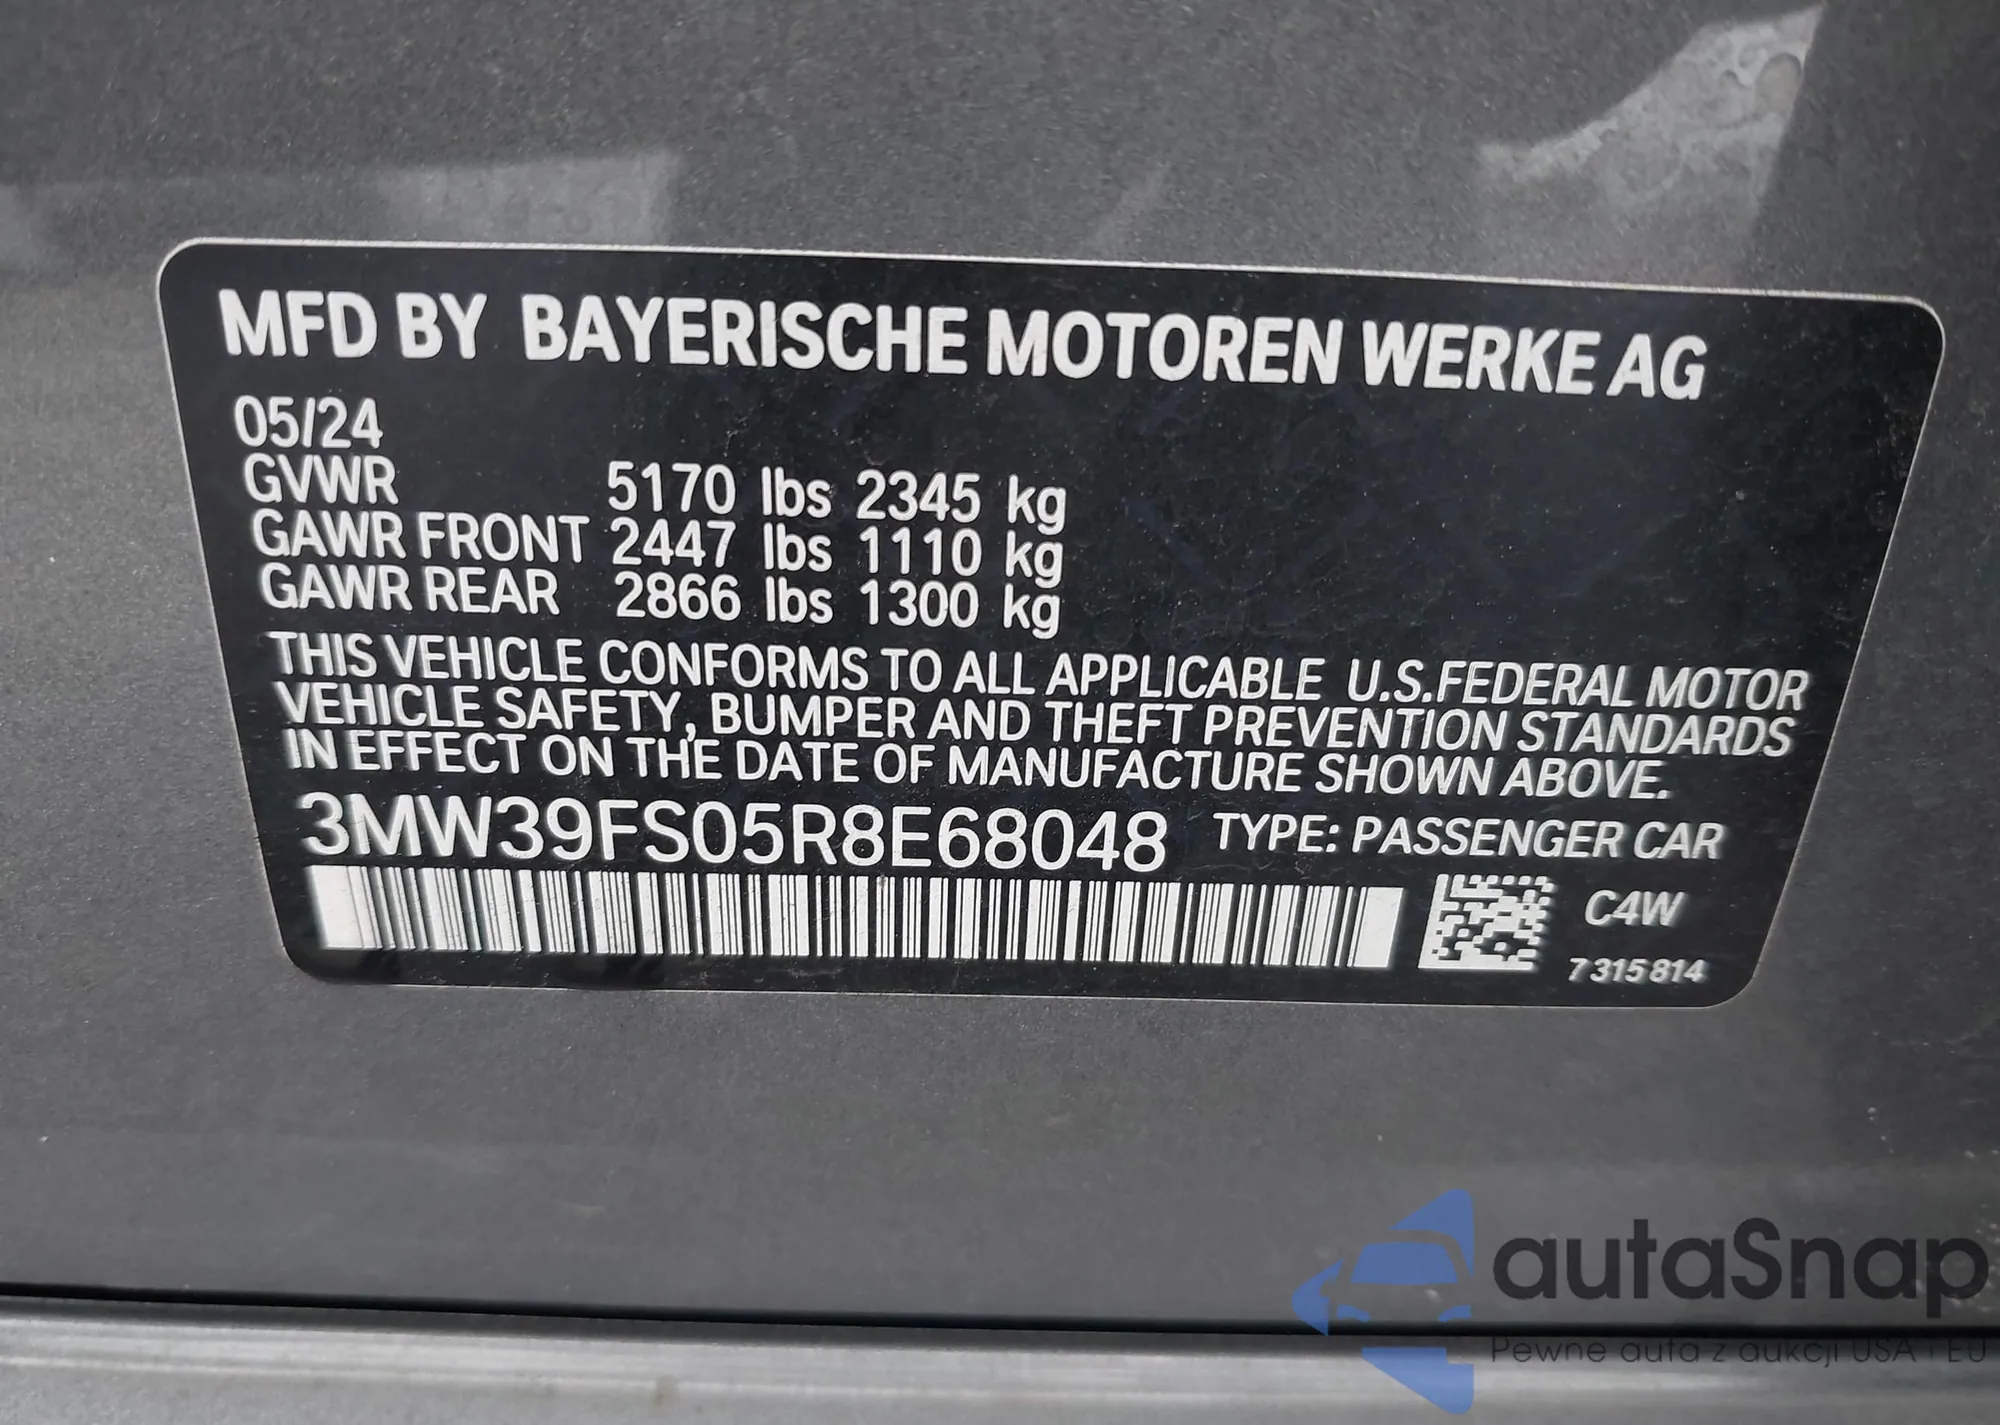 MFD BY BAYERISCHE MOTOREN WERKE AG
05/24
GVWR 5170 lbs 2345 kg
GAWR FRONT 2447 lbs 1110 kg
GAWR REAR 2866 lbs 1300 kg
THIS VEHICLE CONFORMS TO ALL APPLICABLE U.S.FEDERAL MOTOR
VEHICLE SAFETY, BUMPER AND THEFT PREVENTION STANDARDS
IN EFFECT ON THE DATE OF MANUFACTURE SHOWN ABOVE.
3MW39FS05R8E68048 TYPE: PASSENGER CAR
C4W
7315814
autaSnap
Pewne auta z aukcji USA i EU